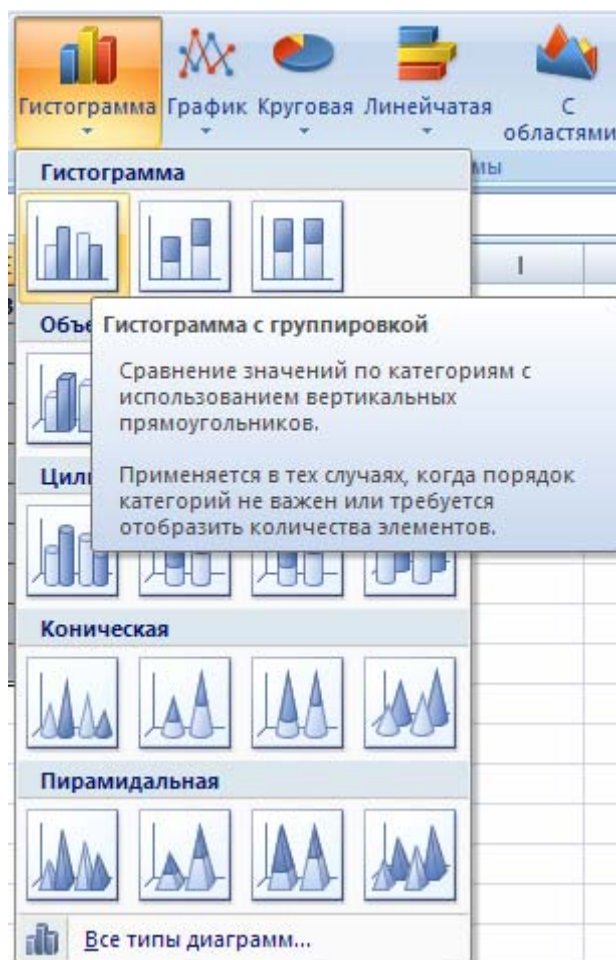 Гистограмма График Круговая Линейчатая С
областями
Гистограмма
I
Гистограмма с группировкой
Сравнение значений по категориям с
использованием вертикальных
прямоугольников.
Применяется в тех случаях, когда порядок
категорий не важен или требуется
отобразить количества элементов.
Коническая
Пирамидальная
Все типы диаграмм...